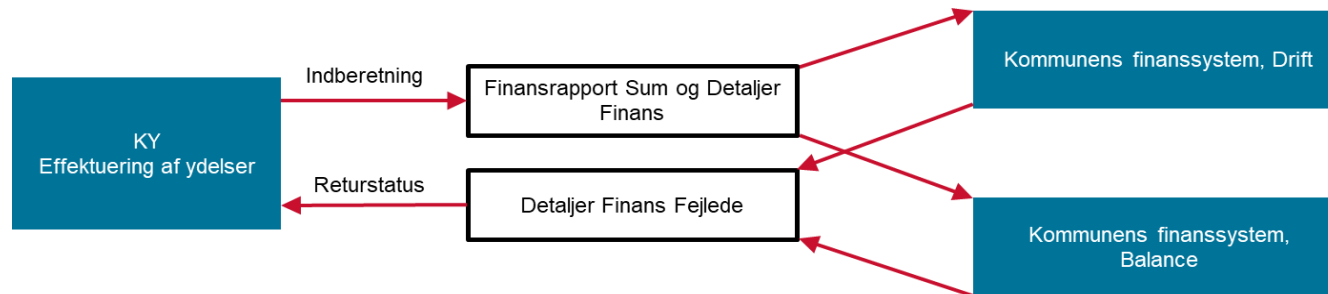 KY
Effektuering af ydelser
Indberetning
Returstatus
Finansrapport Sum og Detaljer
Finans
Detaljer Finans Fejlede
Kommunens finanssystem, Drift
Kommunens finanssystem,
Balance